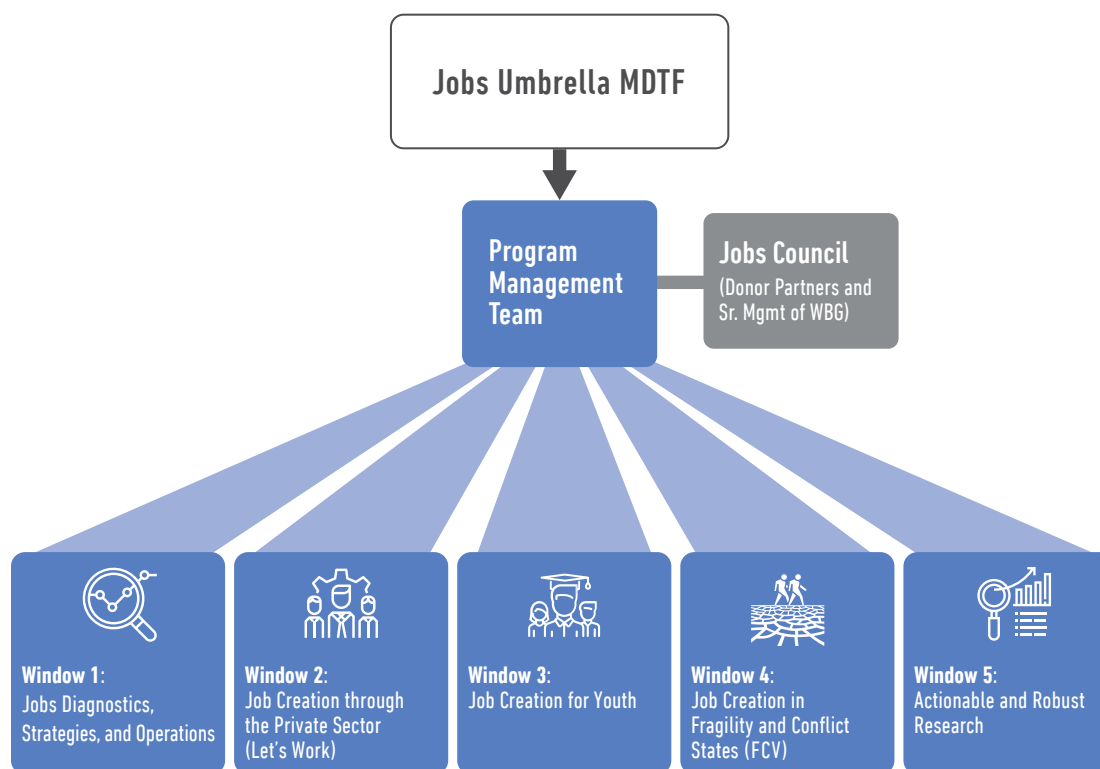 Jobs Umbrella MDTF
Program
Management
Team
Jobs Council
(Donor Partners and
Sr. Mgmt of WBG)
Window 1:
Jobs Diagnostics,
Strategies, and Operations
Window 2:
Job Creation through
the Private Sector
(Let's Work)
Window 3:
Job Creation for Youth
Window 4:
Job Creation in
Fragility and Conflict
States (FCV)
Window 5:
Actionable and Robust
Research